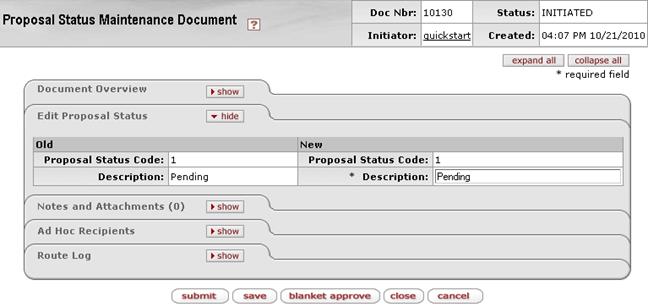 Proposal Status Maintenance Document ?
Doc Nbr: 10130 Status: INITIATED
Initiator: quickstart Created: 04:07 PM 10/21/2010
expand all collapse all
* required field
Document Overview show
Edit Proposal Status hide
Old New
Proposal Status Code: 1 Proposal Status Code: 1
Description: Pending * Description: Pending
Notes and Attachments (0) show
Ad Hoc Recipients show
Route Log show
submit save blanket approve close cancel